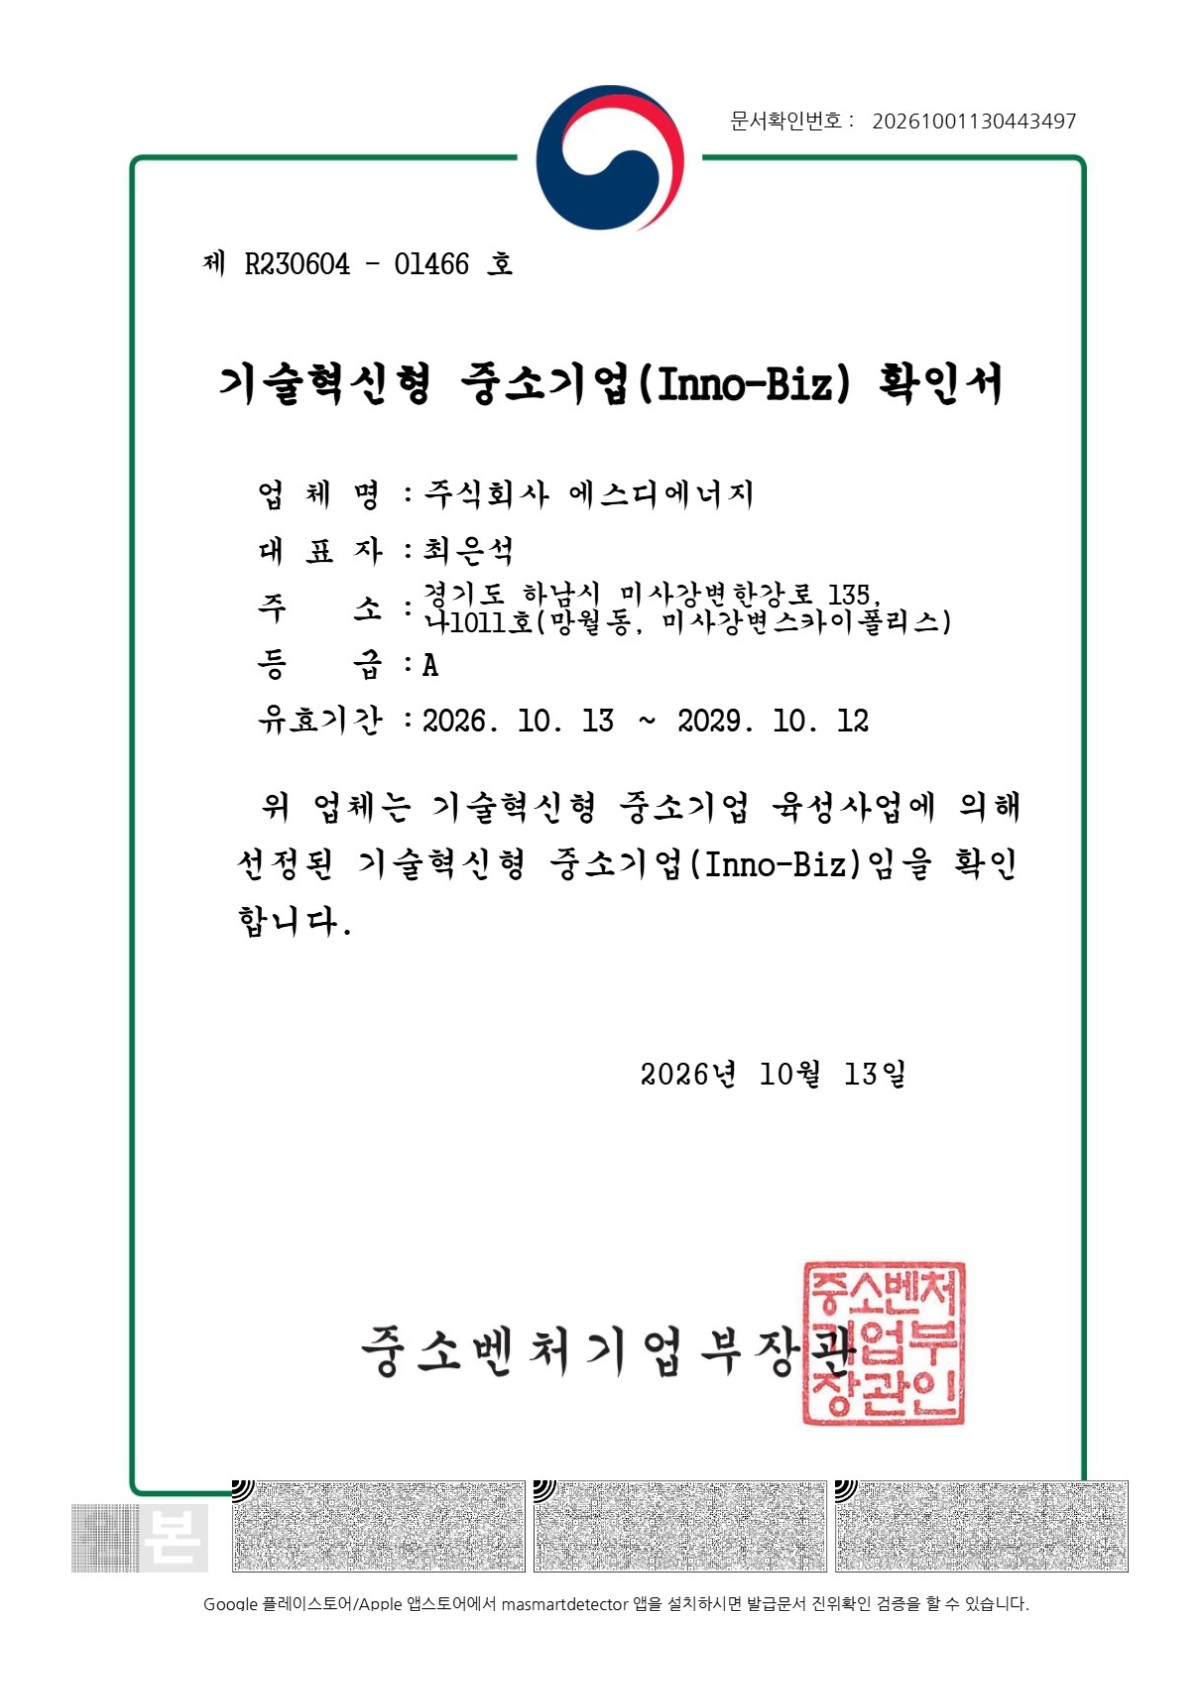 문서확인번호 : 20261001130443497
제 R230604 - 01466 호
기술혁신형 중소기업(Inno-Biz) 확인서
업 체 명 : 주식회사 에스디에너지
대 표 자 : 최은석
주 소 : 경기도 하남시 미사강변한강로 135,
나1011호(망월동, 미사강변스카이폴리스)
등 급 : A
유효기간 : 2026. 10. 13 ~ 2029. 10. 12
위 업체는 기술혁신형 중소기업 육성사업에 의해
선정된 기술혁신형 중소기업(Inno-Biz)임을 확인
합니다.
2026년 10월 13일
중소벤처기업부장관
중소벤처
기업부
장관인
본
Google 플레이스토어/Apple 앱스토어에서 masmartdetector 앱을 설치하시면 발급문서 진위확인 검증을 할 수 있습니다.